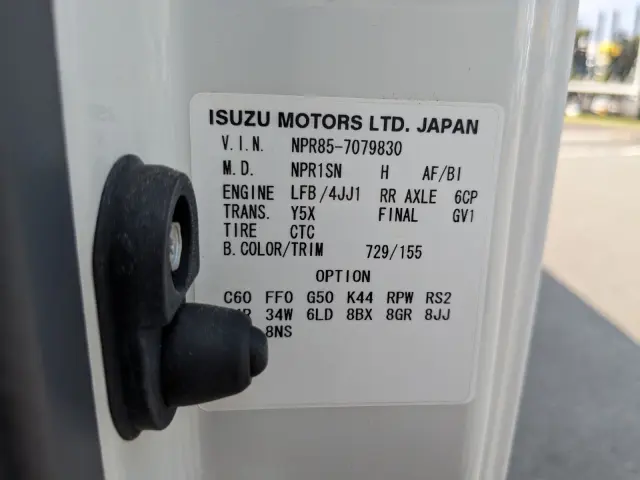 ISUZU MOTORS LTD. JAPAN
V.I.N. NPR85-7079830
M.D. NPR1SN H AF/BI
ENGINE LFB/4JJ1 RR AXLE 6CP
TRANS. Y5X FINAL GV1
TIRE CTC
B.COLOR/TRIM 729/155
OPTION
C60 FF0 G50 K44 RPW RS2
34W 6LD 8BX 8GR 8JJ
8NS